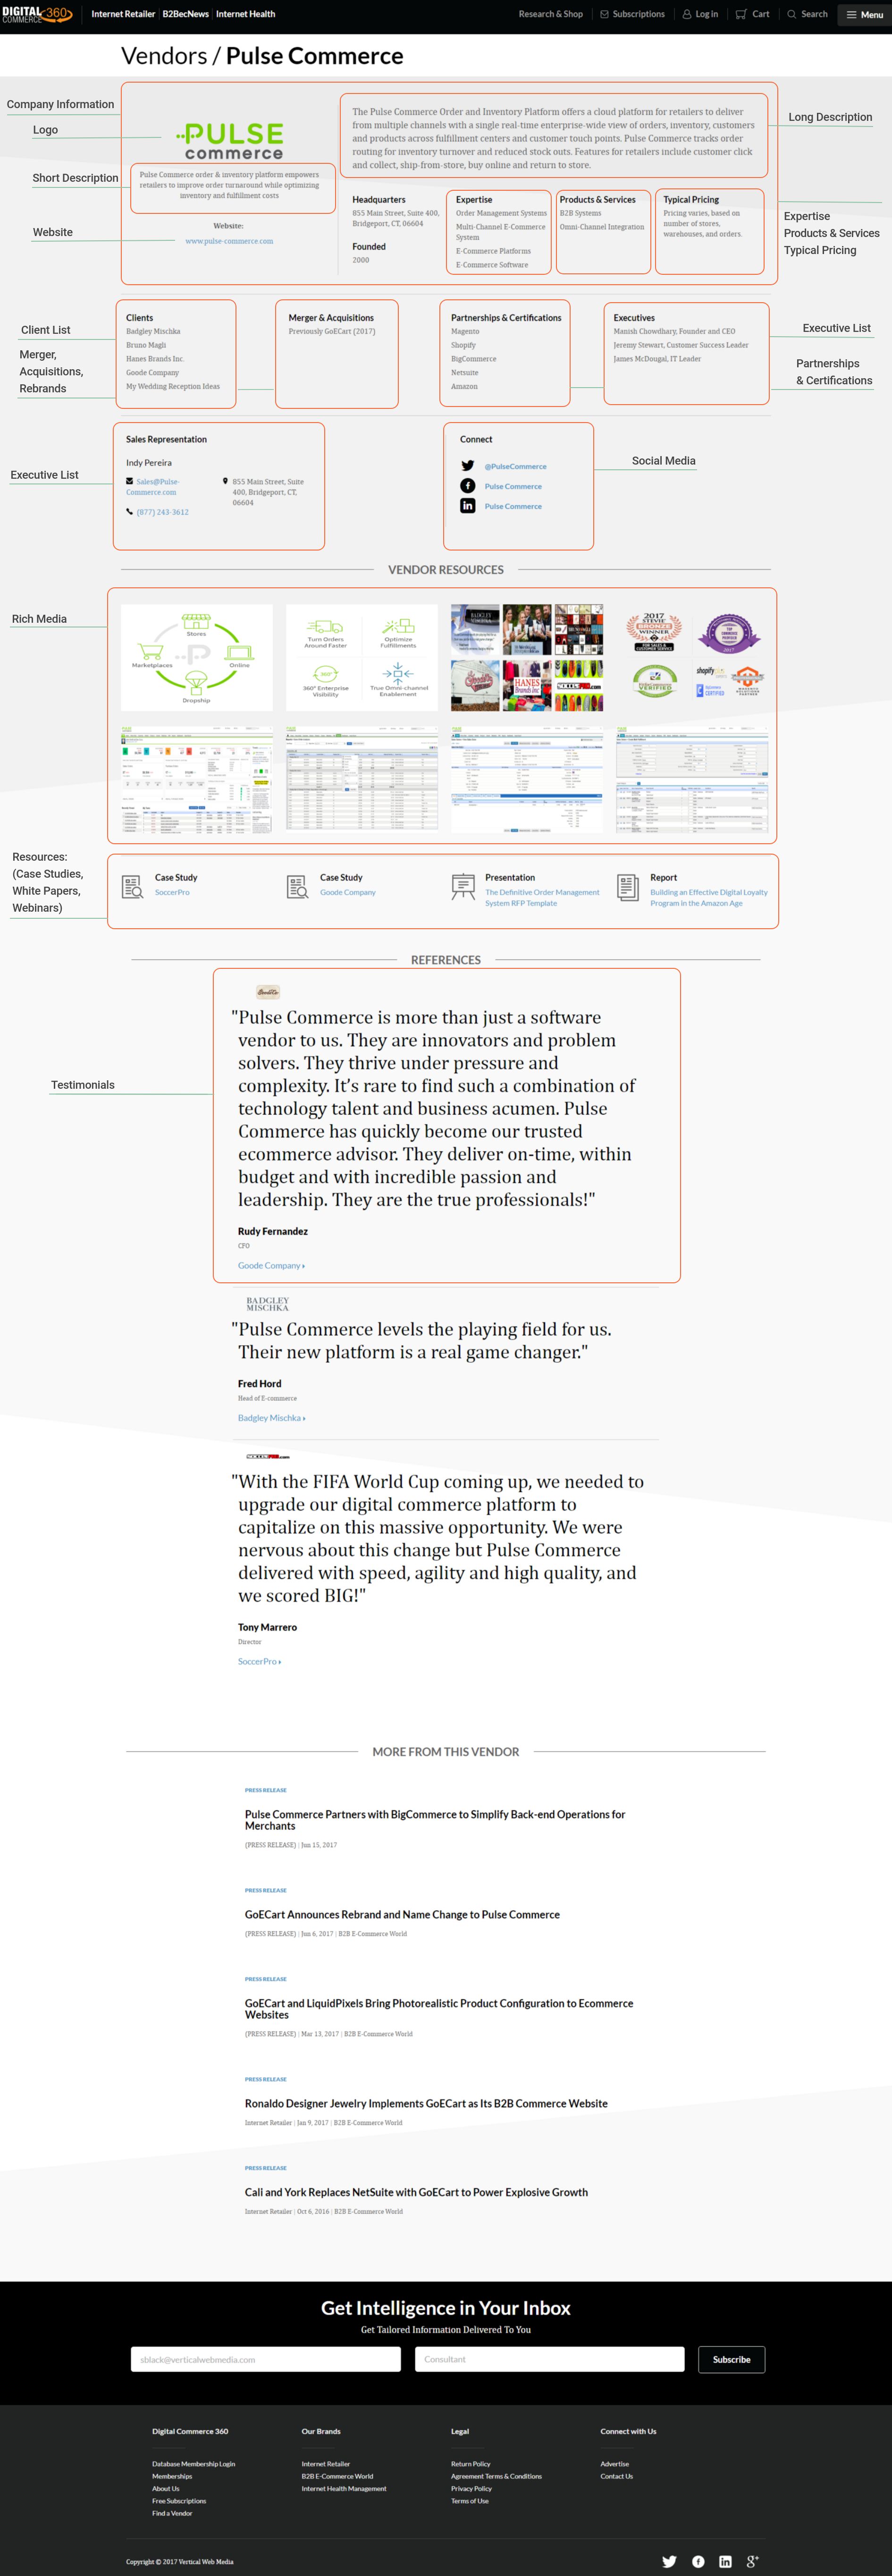 DIGITAL COMMERCE 360
Internet Retailer | B2BecNews | Internet Health
Research & Shop
Subscriptions
Log in
Cart
Search
Menu
Vendors / Pulse Commerce
Company Information
Logo
Short Description
Website
PULSE
commerce
Pulse Commerce order & inventory platform empowers
retailers to improve order turnaround while optimizing
inventory and fulfillment costs
Website:
www.pulse-commerce.com
The Pulse Commerce Order and Inventory Platform offers a cloud platform for retailers to deliver
from multiple channels with a single real-time enterprise-wide view of orders, inventory, customers
and products across fulfillment centers and customer touch points. Pulse Commerce tracks order
routing for inventory turnover and reduced stock outs. Features for retailers include customer click
and collect, ship-from-store, buy online and return to store.
Long Description
Headquarters
855 Main Street, Suite 400,
Bridgeport, CT, 06604
Founded
2000
Expertise
Order Management Systems
Multi-Channel E-Commerce
System
E-Commerce Platforms
E-Commerce Software
Products & Services
B2B Systems
Omni-Channel Integration
Typical Pricing
Pricing varies, based on
number of stores,
warehouses, and orders.
Expertise
Products & Services
Typical Pricing
Client List
Merger,
Acquisitions,
Rebrands
Clients
Badgley Mischka
Bruno Magli
Hanes Brands Inc.
Goode Company
My Wedding Reception Ideas
Merger & Acquisitions
Previously GoECart (2017)
Partnerships & Certifications
Magento
Shopify
BigCommerce
Netsuite
Amazon
Executives
Manish Chowdhary, Founder and CEO
Jeremy Stewart, Customer Success Leader
James McDougal, IT Leader
Executive List
Partnerships
& Certifications
Executive List
Sales Representation
Indy Pereira
Sales@Pulse-
Commerce.com
(877) 243-3612
855 Main Street, Suite
400, Bridgeport, CT,
06604
Connect
@PulseCommerce
Pulse Commerce
Pulse Commerce
Social Media
VENDOR RESOURCES
Rich Media
Stores
Marketplaces
Online
Dropship
Turn Orders
Around Faster
Optimize
Fulfillments
360° Enterprise
Visibility
True Omni-channel
Enablement
HANES
Brands Inc
2017
STEVIE
BRONZE
WINNER
FOR SALES &
CUSTOMER SERVICE
2017
VERIFIED
shopify
Resources:
(Case Studies,
White Papers,
Webinars)
Case Study
SoccerPro
Case Study
Goode Company
Presentation
The Definitive Order Management
System RFP Template
Report
Building an Effective Digital Loyalty
Program in the Amazon Age
REFERENCES
Testimonials
"Pulse Commerce is more than just a software
vendor to us. They are innovators and problem
solvers. They thrive under pressure and
complexity. It's rare to find such a combination of
technology talent and business acumen. Pulse
Commerce has quickly become our trusted
ecommerce advisor. They deliver on-time, within
budget and with incredible passion and
leadership. They are the true professionals!"
Rudy Fernandez
CFO
Goode Company
BADGLEY
MISCHKA
"Pulse Commerce levels the playing field for us.
Their new platform is a real game changer."
Fred Hord
Head of E-commerce
Badgley Mischka
"With the FIFA World Cup coming up, we needed to
upgrade our digital commerce platform to
capitalize on this massive opportunity. We were
nervous about this change but Pulse Commerce
delivered with speed, agility and high quality, and
we scored BIG!"
Tony Marrero
Director
SoccerPro
MORE FROM THIS VENDOR
PRESS RELEASE
Pulse Commerce Partners with BigCommerce to Simplify Back-end Operations for
Merchants
(PRESS RELEASE) | Jun 15, 2017
PRESS RELEASE
GoECart Announces Rebrand and Name Change to Pulse Commerce
(PRESS RELEASE) | Jun 6, 2017 | B2B E-Commerce World
PRESS RELEASE
GoECart and LiquidPixels Bring Photorealistic Product Configuration to Ecommerce
Websites
(PRESS RELEASE) | Mar 13, 2017 | B2B E-Commerce World
PRESS RELEASE
Ronaldo Designer Jewelry Implements GoECart as Its B2B Commerce Website
Internet Retailer | Jan 9, 2017 | B2B E-Commerce World
PRESS RELEASE
Cali and York Replaces NetSuite with GoECart to Power Explosive Growth
Internet Retailer | Oct 6, 2016 | B2B E-Commerce World
Get Intelligence in Your Inbox
Get Tailored Information Delivered To You
sblack@verticalwebmedia.com
Consultant
Subscribe
Digital Commerce 360
Database Membership Login
Memberships
About Us
Free Subscriptions
Find a Vendor
Our Brands
Internet Retailer
B2B E-Commerce World
Internet Health Management
Legal
Return Policy
Agreement Terms & Conditions
Privacy Policy
Terms of Use
Connect with Us
Advertise
Contact Us
Copyright © 2017 Vertical Web Media